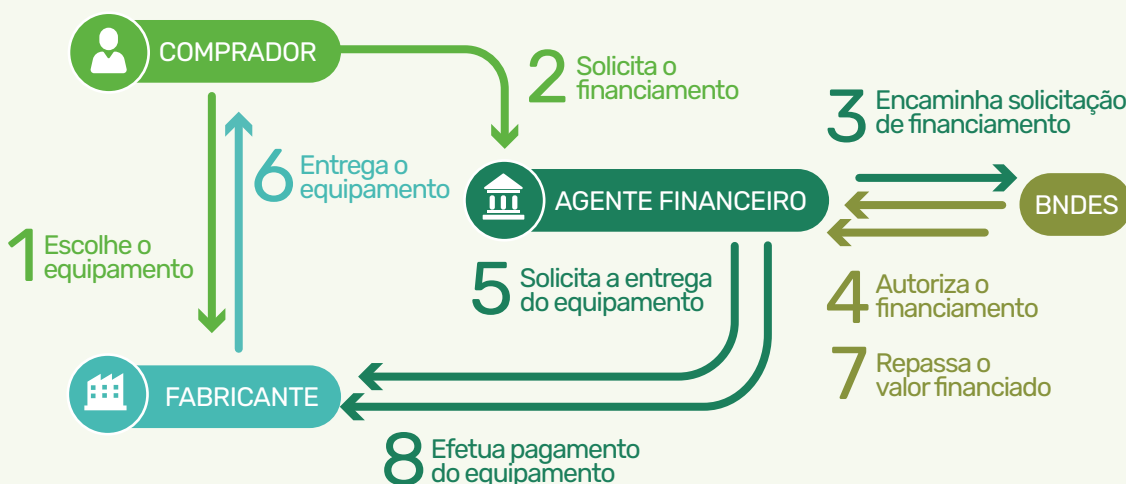 COMPRADOR
2 Solicita o
financiamento
3 Encaminha solicitação
de financiamento
6 Entrega o
equipamento
AGENTE FINANCEIRO
BNDES
1 Escolhe o
equipamento
5 Solicita a entrega
do equipamento
4 Autoriza o
financiamento
7 Repassa o
valor financiado
FABRICANTE
8 Efetua pagamento
do equipamento